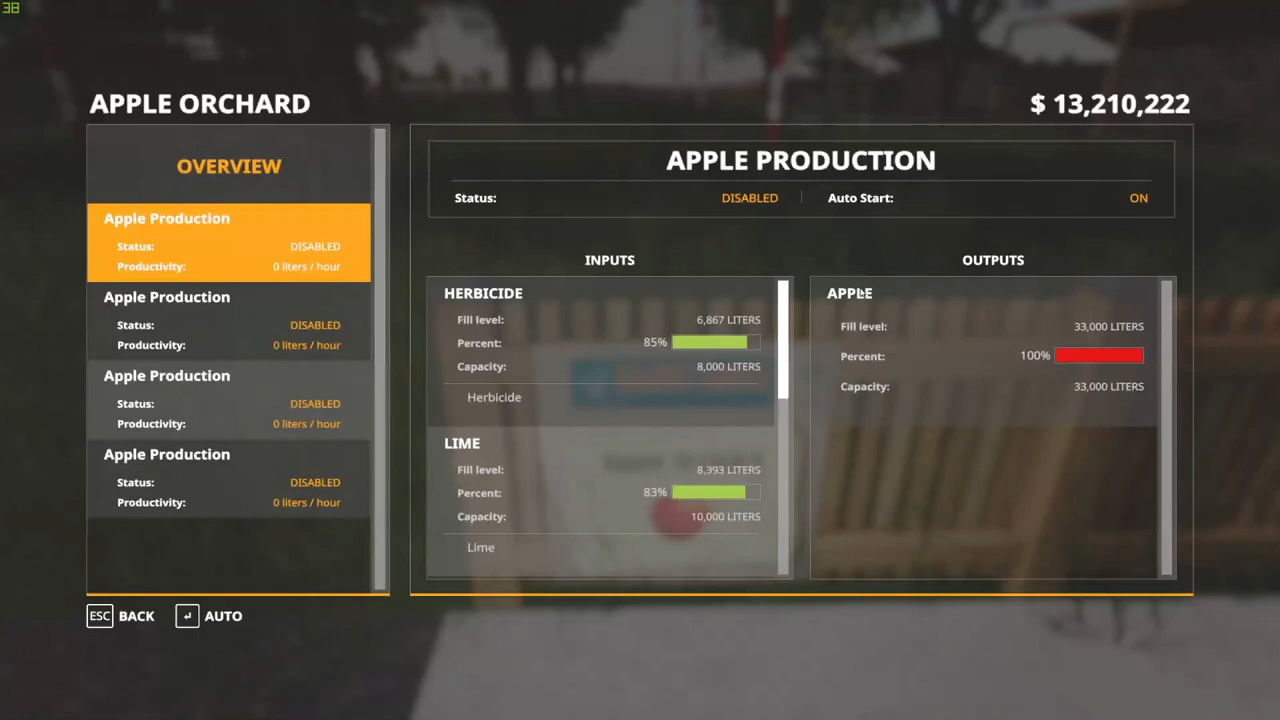 38
APPLE ORCHARD
$ 13,210,222
OVERVIEW
Apple Production
Status: DISABLED
Productivity: 0 liters / hour
Apple Production
Status: DISABLED
Productivity: 0 liters / hour
Apple Production
Status: DISABLED
Productivity: 0 liters / hour
Apple Production
Status: DISABLED
Productivity: 0 liters / hour
APPLE PRODUCTION
Status: DISABLED
Auto Start: ON
INPUTS
HERBICIDE
Fill level: 6,867 LITERS
Percent: 85%
Capacity: 8,000 LITERS
Herbicide
LIME
Fill level: 8,393 LITERS
Percent: 83%
Capacity: 10,000 LITERS
Lime
OUTPUTS
APPLE
Fill level: 33,000 LITERS
Percent: 100%
Capacity: 33,000 LITERS
ESC BACK
↵ AUTO